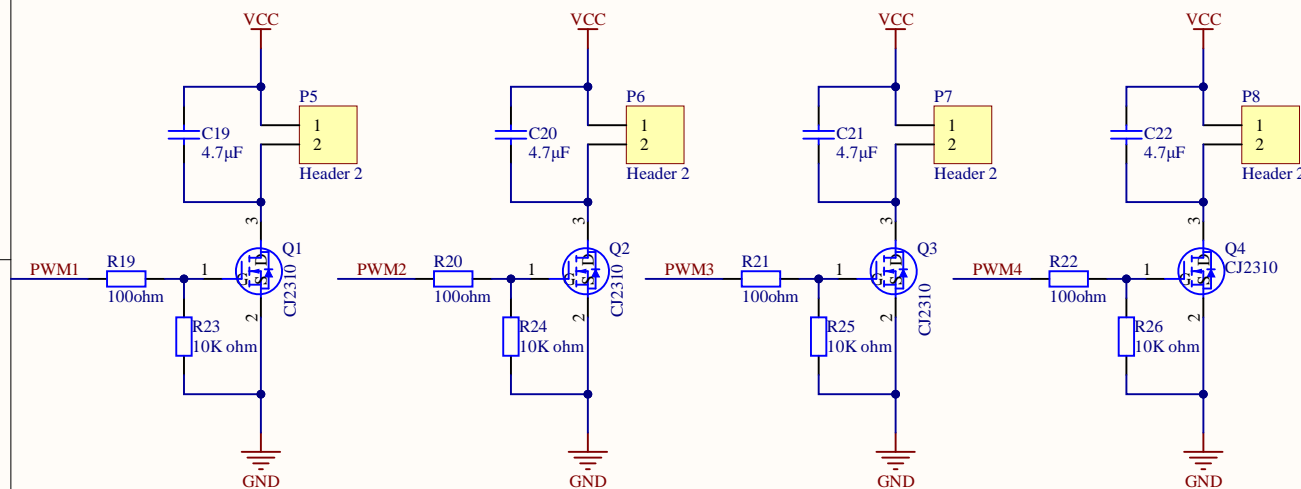 VCC
P5
1
2
Header 2
C19
4.7µF
3
Q1
PWM1
R19
100ohm
1
G
D
S
CJ2310
2
R23
10K ohm
GND
VCC
P6
1
2
Header 2
C20
4.7µF
3
Q2
PWM2
R20
100ohm
1
G
D
S
CJ2310
2
R24
10K ohm
GND
VCC
P7
1
2
Header 2
C21
4.7µF
3
Q3
PWM3
R21
100ohm
1
G
D
S
CJ2310
2
R25
10K ohm
GND
VCC
P8
1
2
Header 2
C22
4.7µF
3
Q4
CJ2310
PWM4
R22
100ohm
1
G
D
S
2
R26
10K ohm
GND